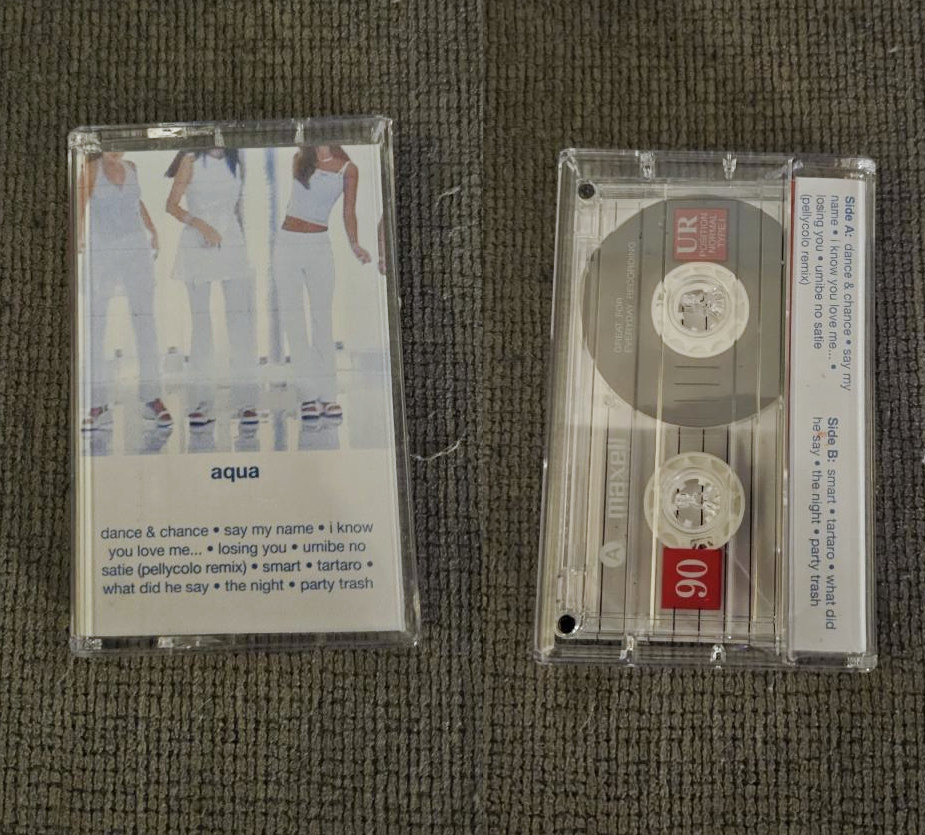 aqua
dance & chance • say my name • i know
you love me... • losing you • umibe no
satie (pellycolo remix) • smart • tartaro •
what did he say • the night • party trash
UR
POSITION
NORMAL
TYPE I
maxell
A
90
Side A: dance & chance • say my
name • i know you love me... •
losing you • umibe no satie
(pellycolo remix)
Side B: smart • tartaro • what did
he say • the night • party trash